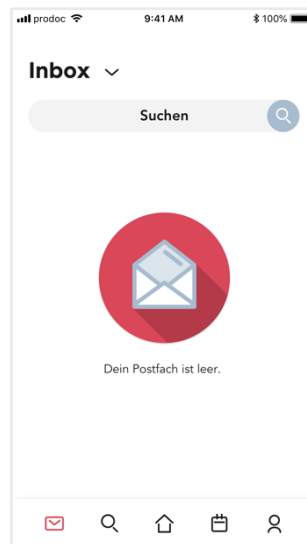 prodoc 9:41 AM 100%
Inbox
Suchen
Dein Postfach ist leer.